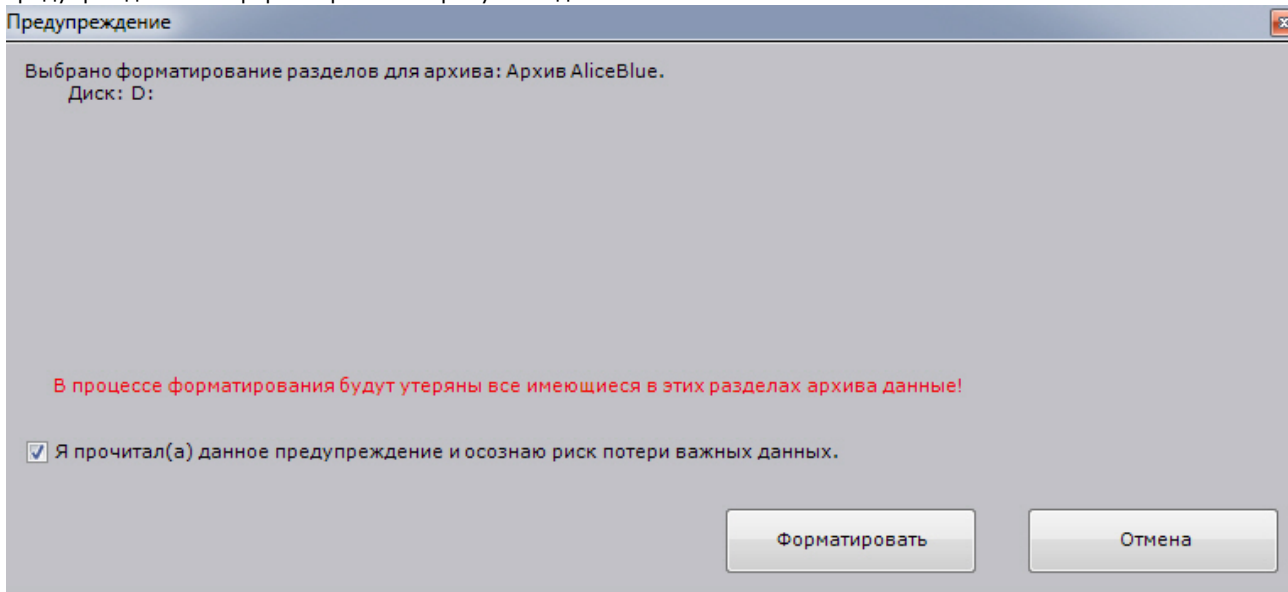 Предупреждение
Выбрано форматирование разделов для архива: Архив AliceBlue.
Диск: D:
В процессе форматирования будут утеряны все имеющиеся в этих разделах архива данные!
Я прочитал(а) данное предупреждение и осознаю риск потери важных данных.
Форматировать Отмена